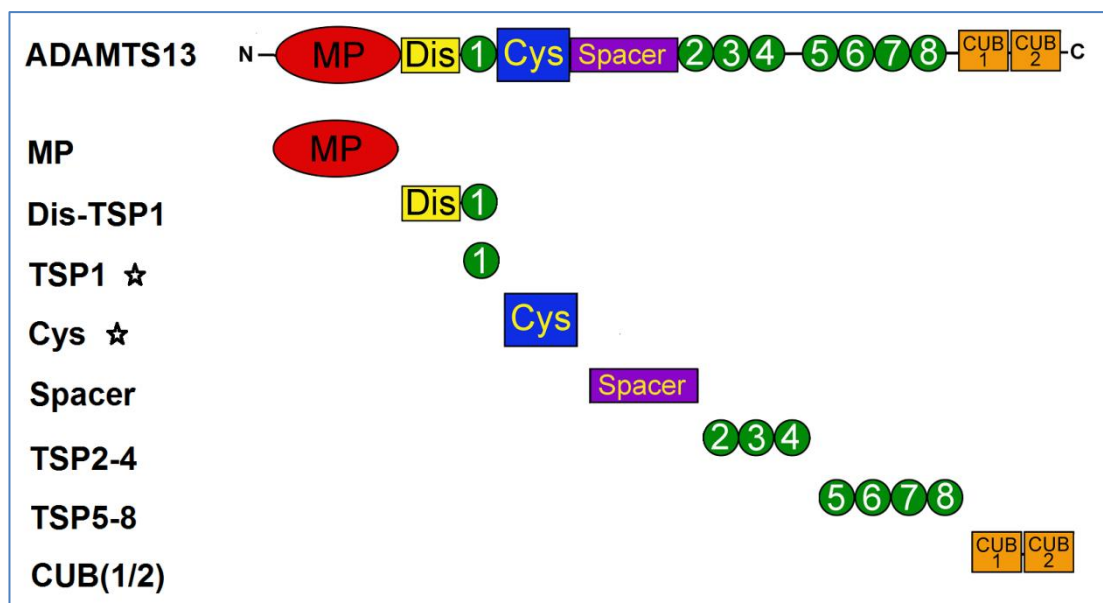 ADAMTS13 N MP Dis 1 Cys Spacer 2 3 4 5 6 7 8 CUB 1 CUB 2 C
MP MP
Dis-TSP1 Dis 1
TSP1 ☆ 1
Cys ☆ Cys
Spacer Spacer
TSP2-4 2 3 4
TSP5-8 5 6 7 8
CUB(1/2) CUB 1 CUB 2